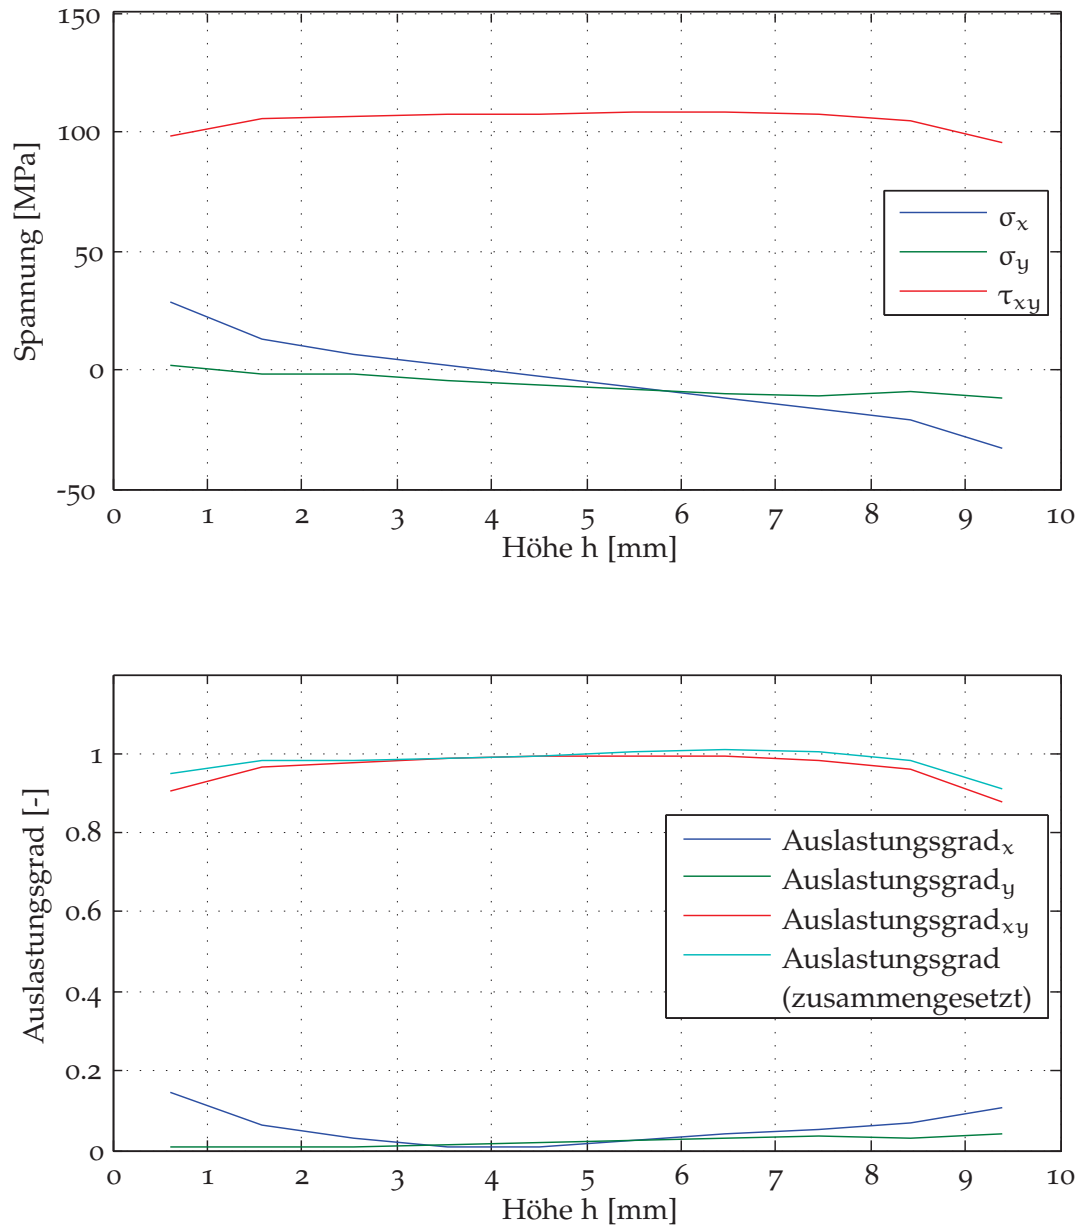 150
100
50
0
-50
Spannung [MPa]
σx
σy
τxy
0 1 2 3 4 5 6 7 8 9 10
Höhe h [mm]
1
0.8
0.6
0.4
0.2
0
Auslastungsgrad [-]
Auslastungsgradx
Auslastungsgrady
Auslastungsgradxy
Auslastungsgrad
(zusammengesetzt)
0 1 2 3 4 5 6 7 8 9 10
Höhe h [mm]